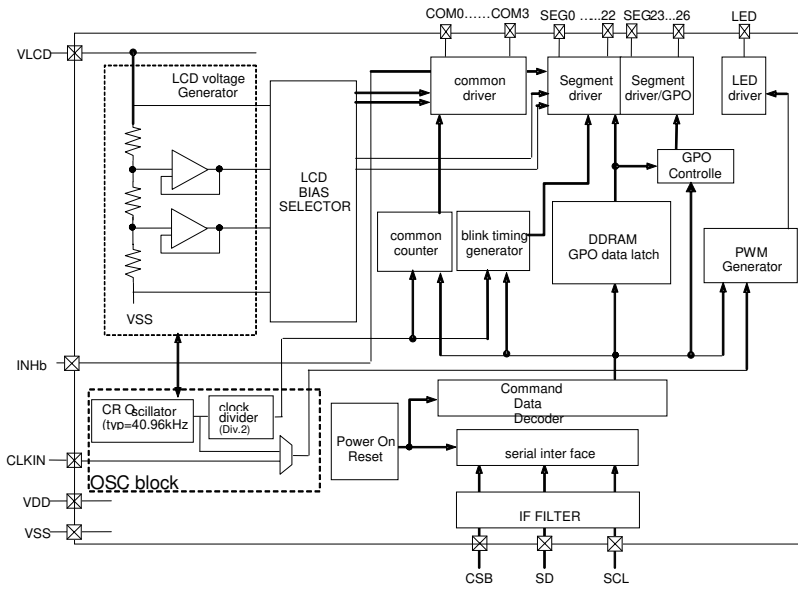 COM0......COM3 SEG0 .....22 SEG23...26 LED
VLCD
LCD voltage
Generator
common
driver
Segment
driver
Segment
driver/GPO
LED
driver
LCD
BIAS
SELECTOR
GPO
Controlle
common
counter
blink timing
generator
DDRAM
GPO data latch
PWM
Generator
VSS
INHb
CR Oscillator
(typ=40.96kHz
clock
divider
(Div.2)
Command
Data
Decoder
Power On
Reset
serial inter face
CLKIN
OSC block
VDD
IF FILTER
VSS
CSB SD SCL